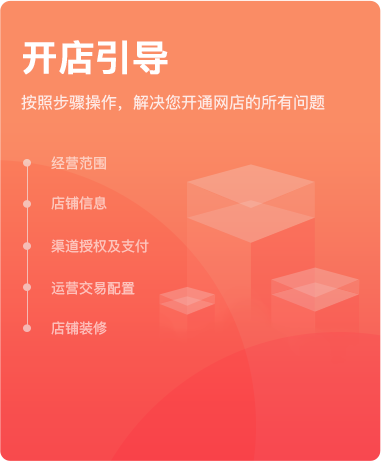 开店引导
按照步骤操作，解决您开通网店的所有问题
经营范围
店铺信息
渠道授权及支付
运营交易配置
店铺装修